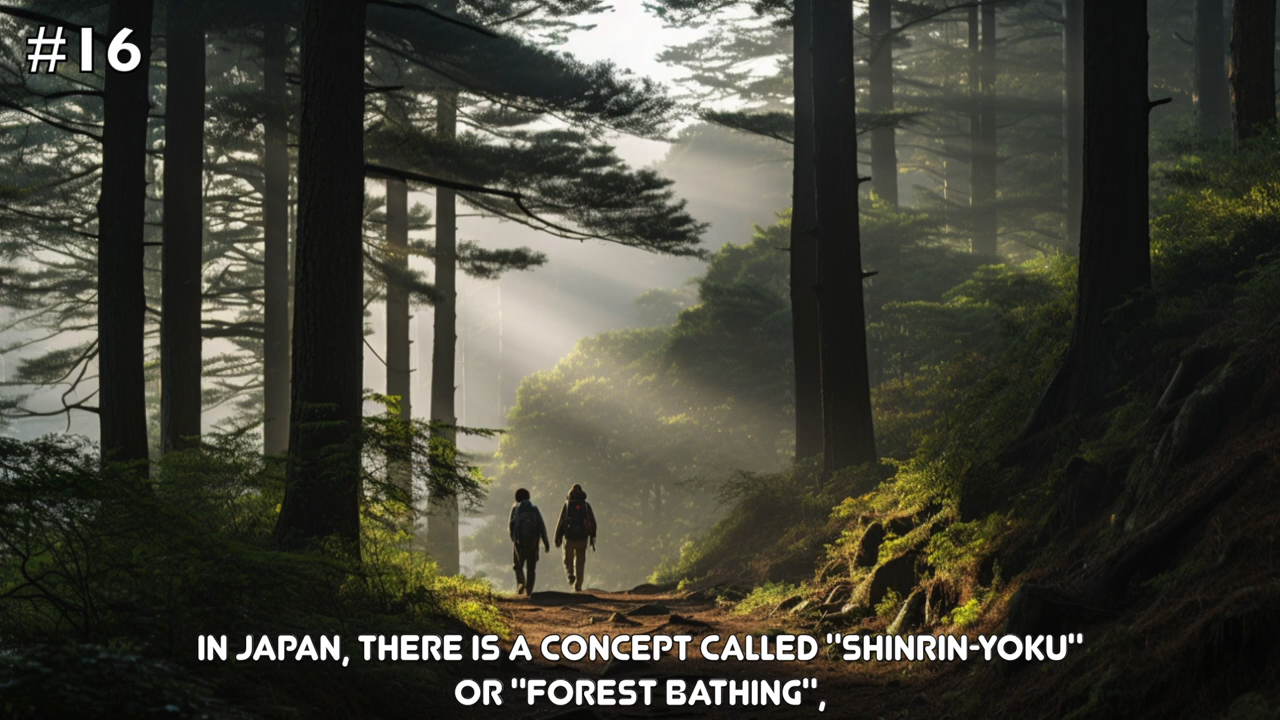 #16
IN JAPAN, THERE IS A CONCEPT CALLED "SHINRIN-YOKU"
OR "FOREST BATHING",